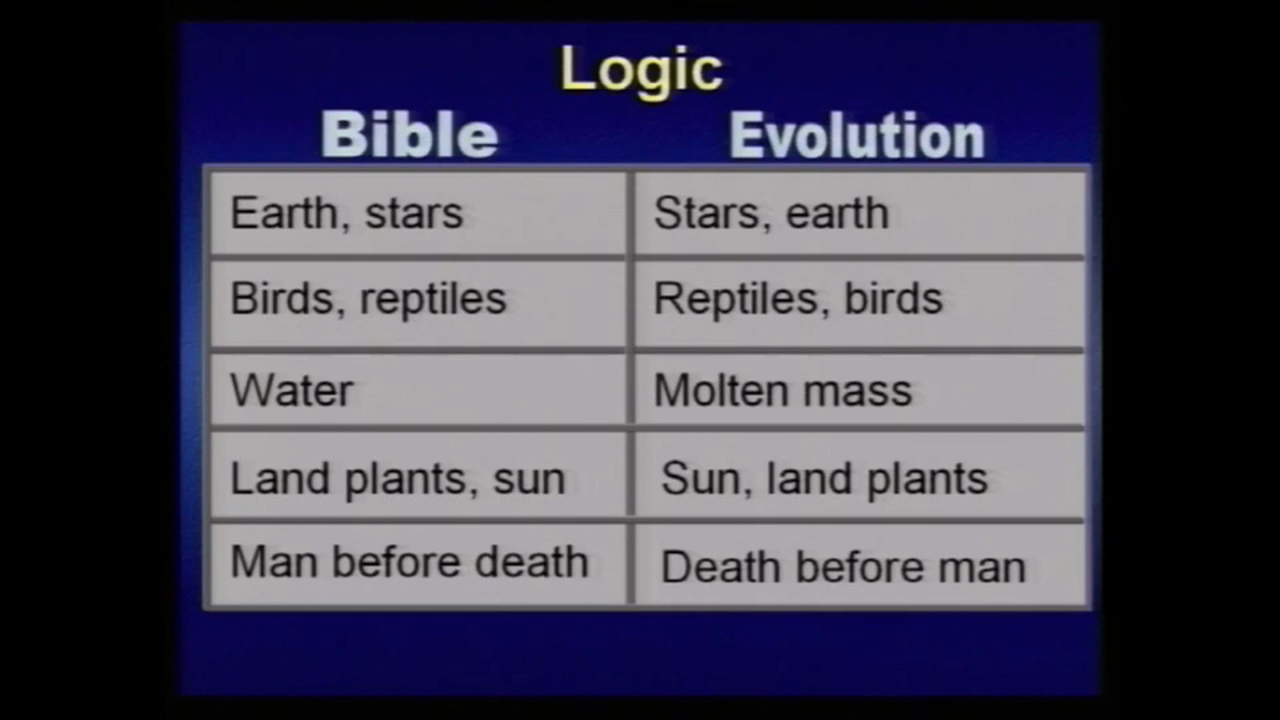 Logic
Bible Evolution
Earth, stars Stars, earth
Birds, reptiles Reptiles, birds
Water Molten mass
Land plants, sun Sun, land plants
Man before death Death before man